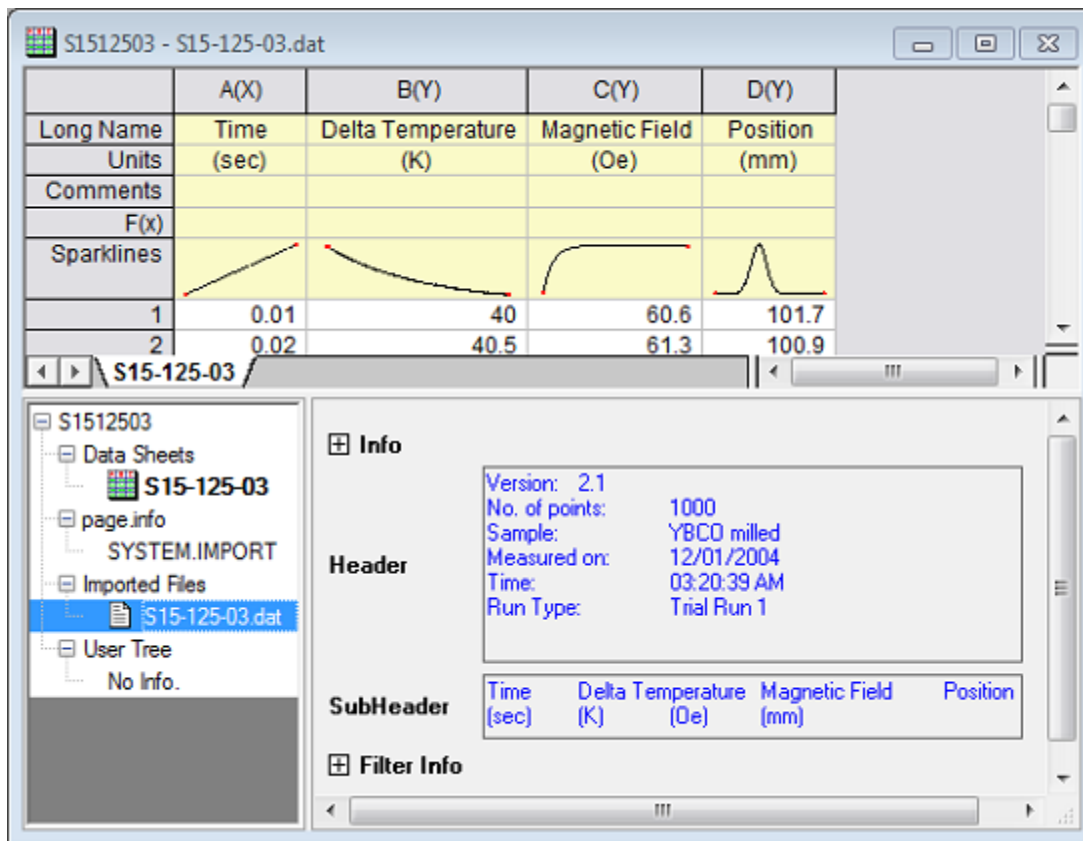 S1512503 - S15-125-03.dat
A(X) B(Y) C(Y) D(Y)
Long Name Time Delta Temperature Magnetic Field Position
Units (sec) (K) (Oe) (mm)
Comments
F(x)
Sparklines
1 0.01 40 60.6 101.7
2 0.02 40.5 61.3 100.9
S15-125-03
S1512503
Data Sheets
S15-125-03
page.info
SYSTEM.IMPORT
Imported Files
S15-125-03.dat
User Tree
No Info.
Info
Header
Version: 2.1
No. of points: 1000
Sample: YBCO milled
Measured on: 12/01/2004
Time: 03:20:39 AM
Run Type: Trial Run 1
SubHeader
Time Delta Temperature Magnetic Field Position
(sec) (K) (Oe) (mm)
Filter Info